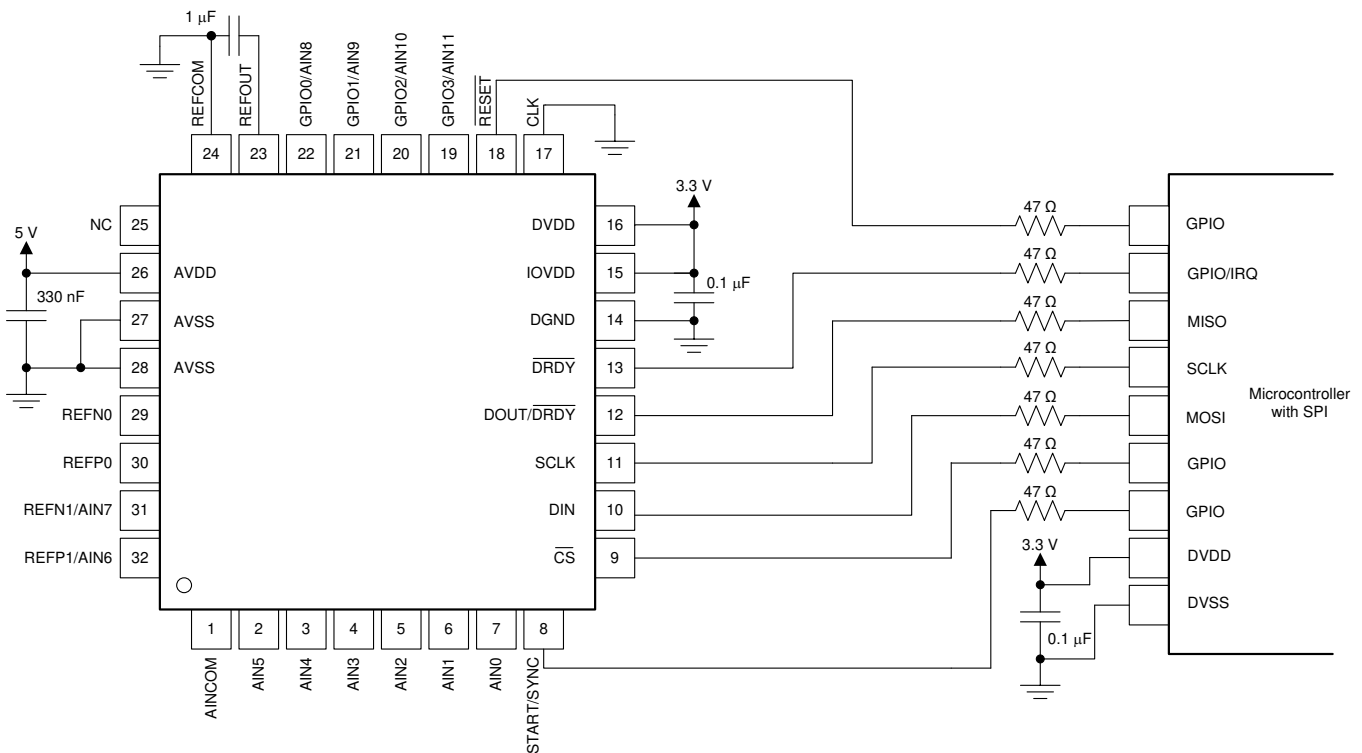 1 μF
REFCOM
REFOUT
GPIO0/AIN8
GPIO1/AIN9
GPIO2/AIN10
GPIO3/AIN11
RESET
CLK
24
23
22
21
20
19
18
17
NC
25
5 V
26
AVDD
330 nF
27
AVSS
28
AVSS
REFN0
29
REFP0
30
REFN1/AIN7
31
REFP1/AIN6
32
DVDD
16
3.3 V
IOVDD
15
0.1 μF
DGND
14
DRDY
13
DOUT/DRDY
12
SCLK
11
DIN
10
CS
9
1
2
3
4
5
6
7
8
AINCOM
AIN5
AIN4
AIN3
AIN2
AIN1
AIN0
START/SYNC
47 Ω
GPIO
47 Ω
GPIO/IRQ
47 Ω
MISO
47 Ω
SCLK
47 Ω
MOSI
47 Ω
GPIO
47 Ω
GPIO
3.3 V
DVDD
DVSS
0.1 μF
Microcontroller
with SPI